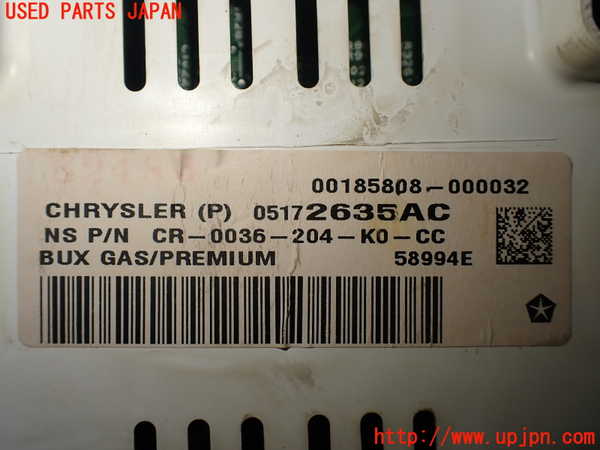 USED PARTS JAPAN
00185808-000032
CHRYSLER (P) 05172635AC
NS P/N CR-0036-204-K0-CC
BUX GAS/PREMIUM 58994E
http://www.upjpn.com